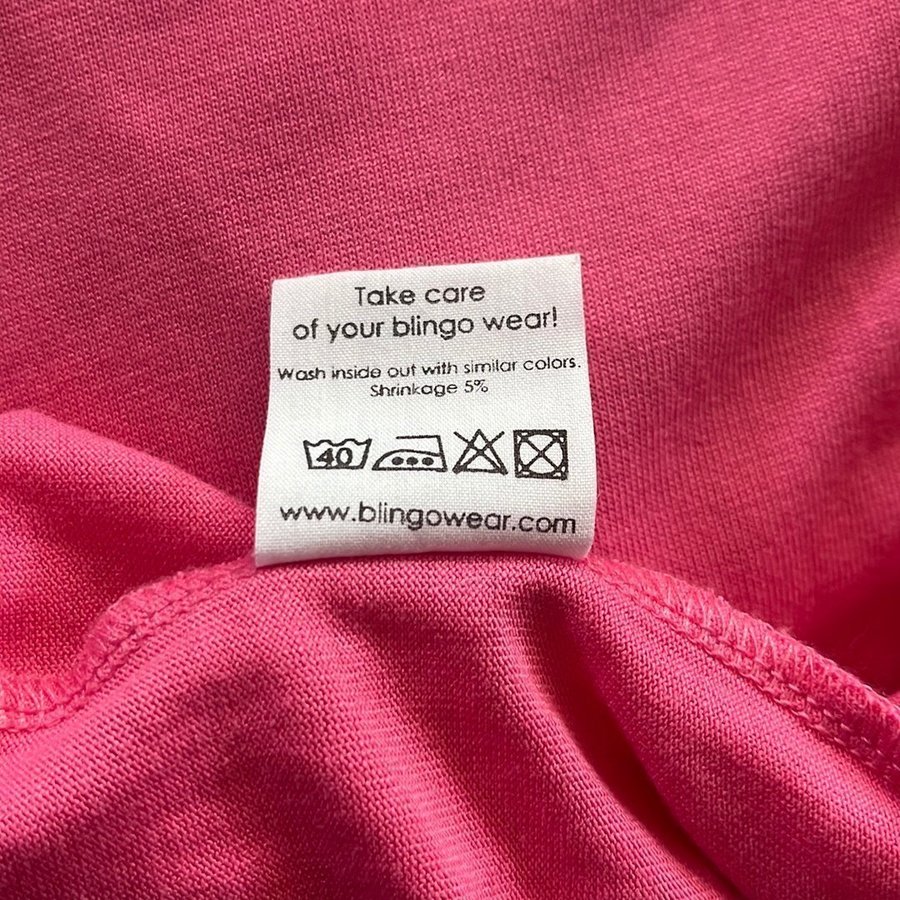 Take care
of your blingo wear!
Wash inside out with similar colors.
Shrinkage 5%
40
www.blingowear.com